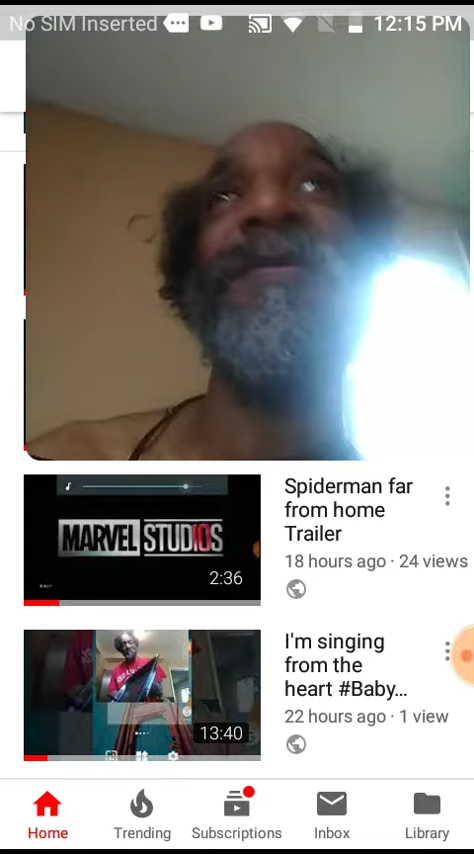 No SIM Inserted
12:15 PM
Spiderman far
from home
Trailer
18 hours ago · 24 views
MARVEL STUDIOS
2:36
I'm singing
from the
heart #Baby...
22 hours ago · 1 view
13:40
Home
Trending
Subscriptions
Inbox
Library